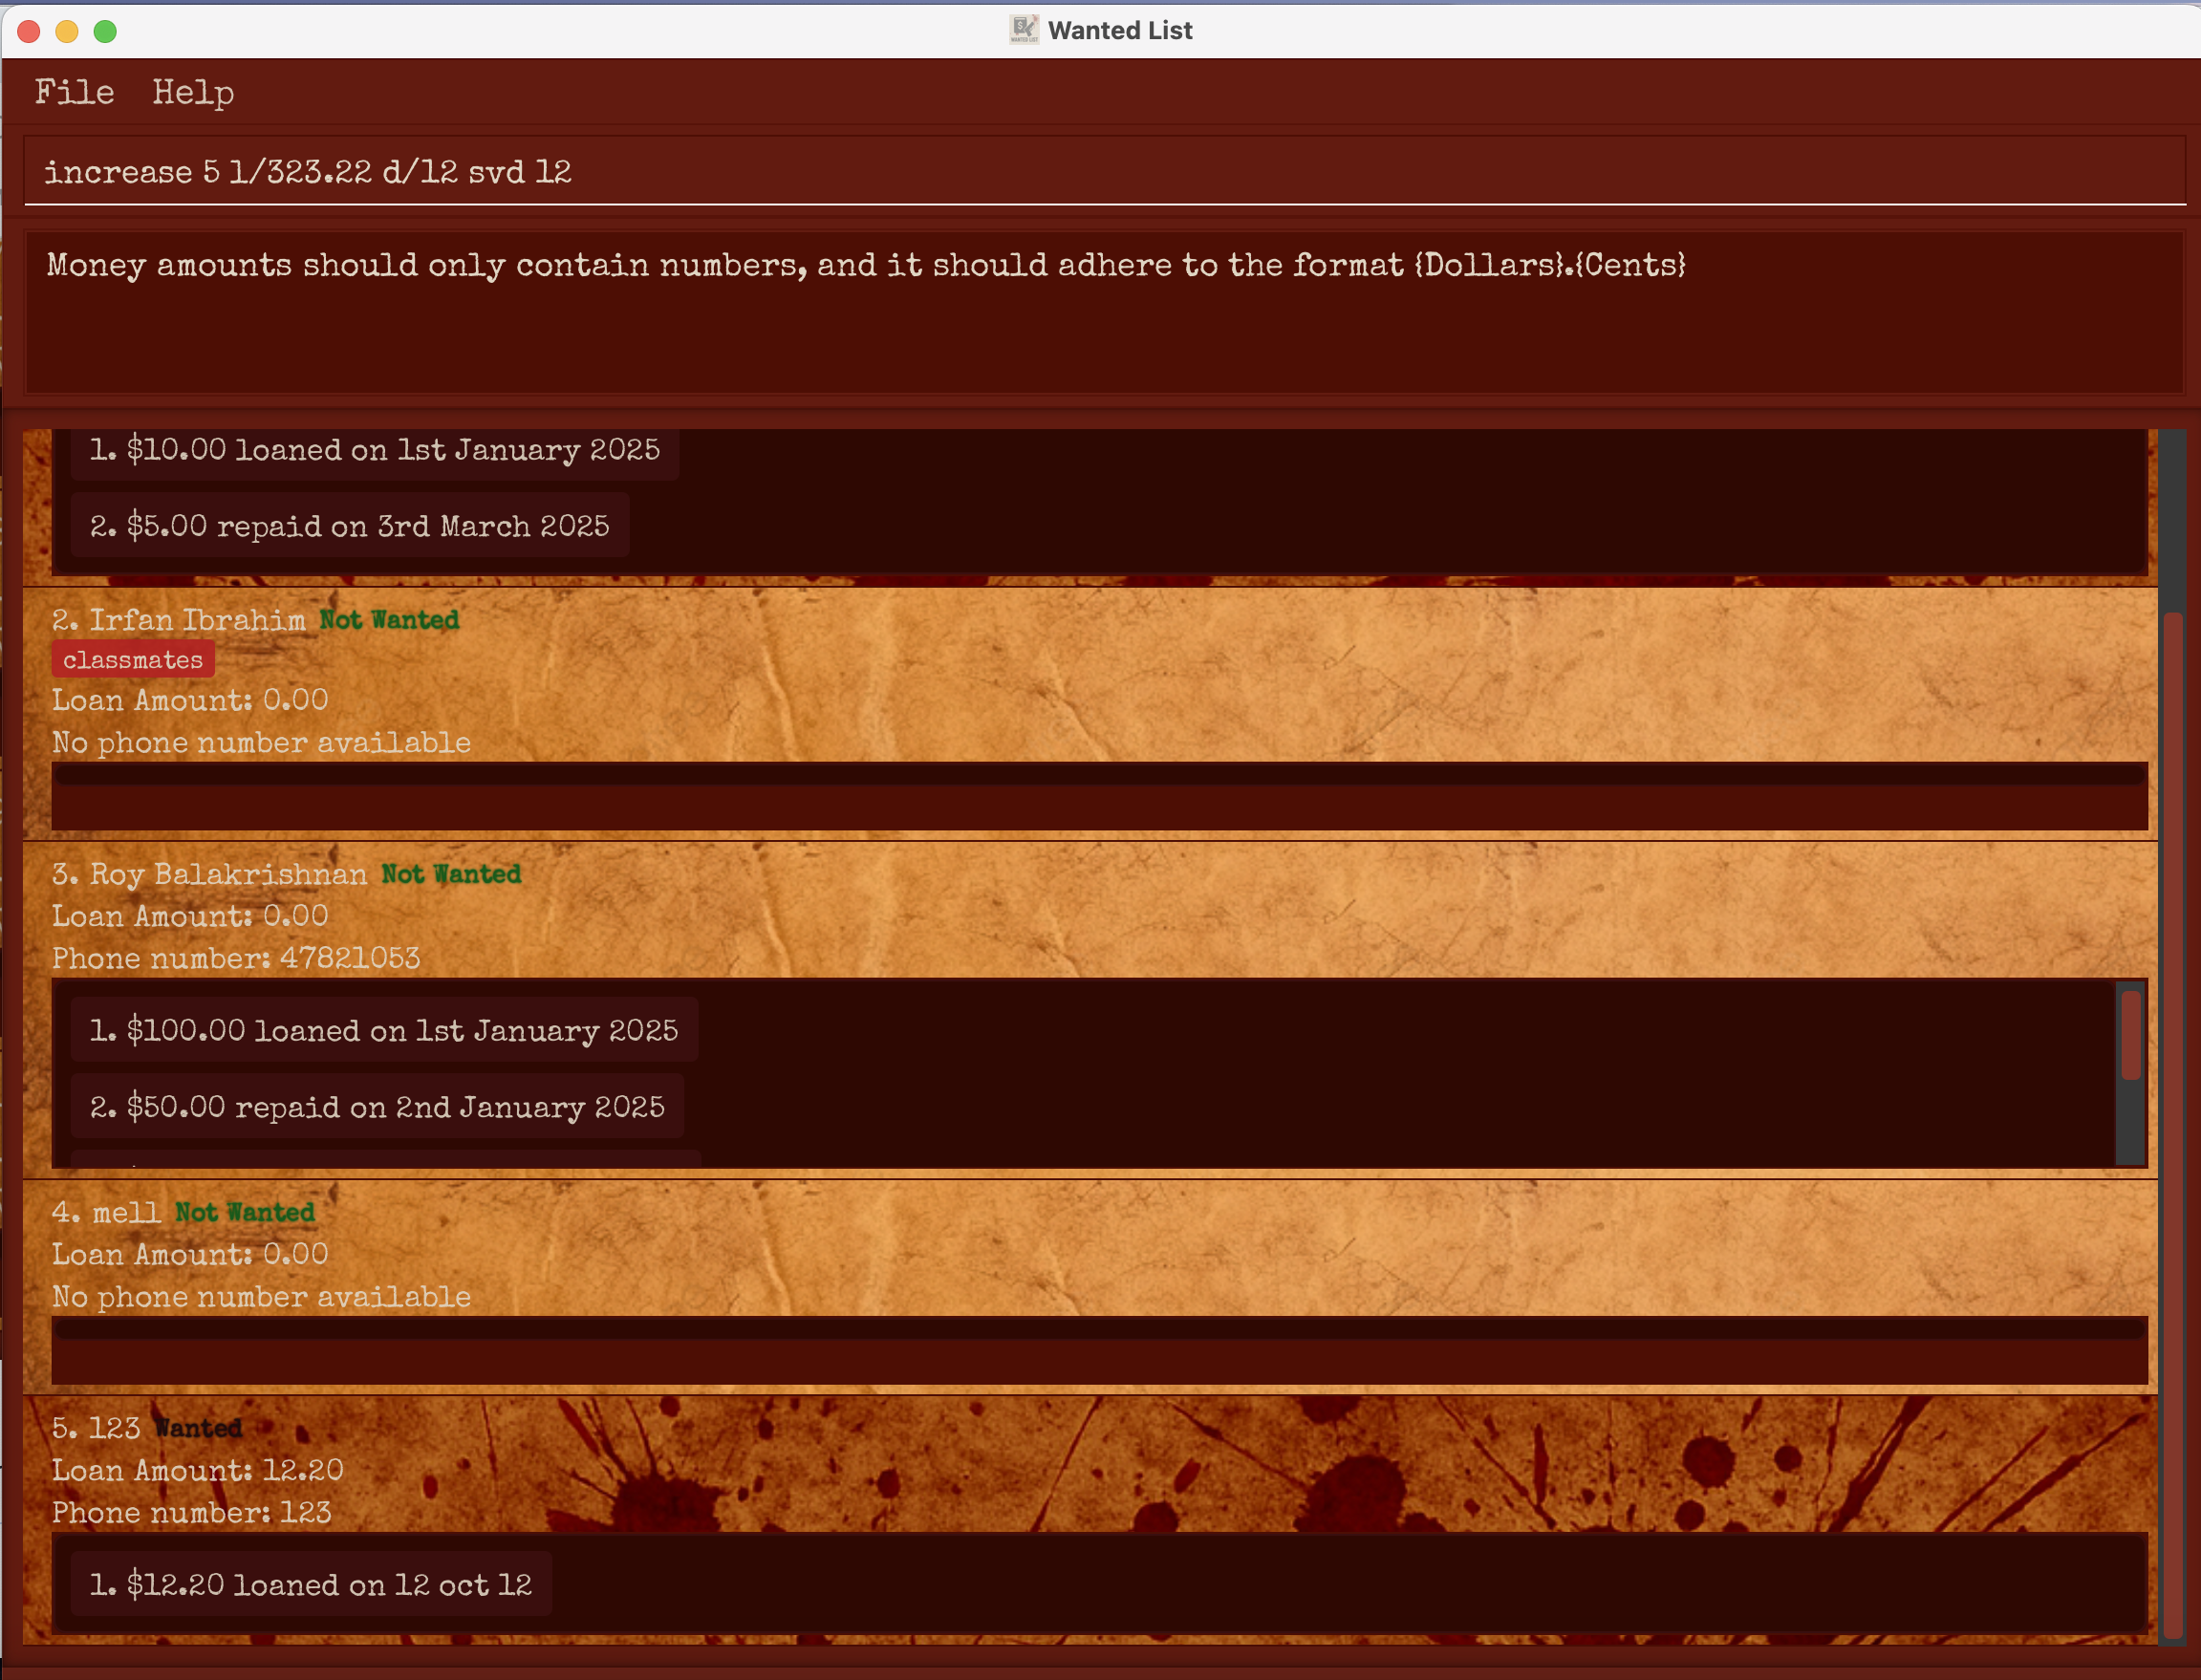 Wanted List
File Help
increase 5 l/323.22 d/12 svd 12
Money amounts should only contain numbers, and it should adhere to the format {Dollars}.{Cents}
1. $10.00 loaned on 1st January 2025
2. $5.00 repaid on 3rd March 2025
2. Irfan Ibrahim Not Wanted
classmates
Loan Amount: 0.00
No phone number available
3. Roy Balakrishnan Not Wanted
Loan Amount: 0.00
Phone number: 47821053
1. $100.00 loaned on 1st January 2025
2. $50.00 repaid on 2nd January 2025
4. mell Not Wanted
Loan Amount: 0.00
No phone number available
5. 123 Wanted
Loan Amount: 12.20
Phone number: 123
1. $12.20 loaned on 12 oct 12